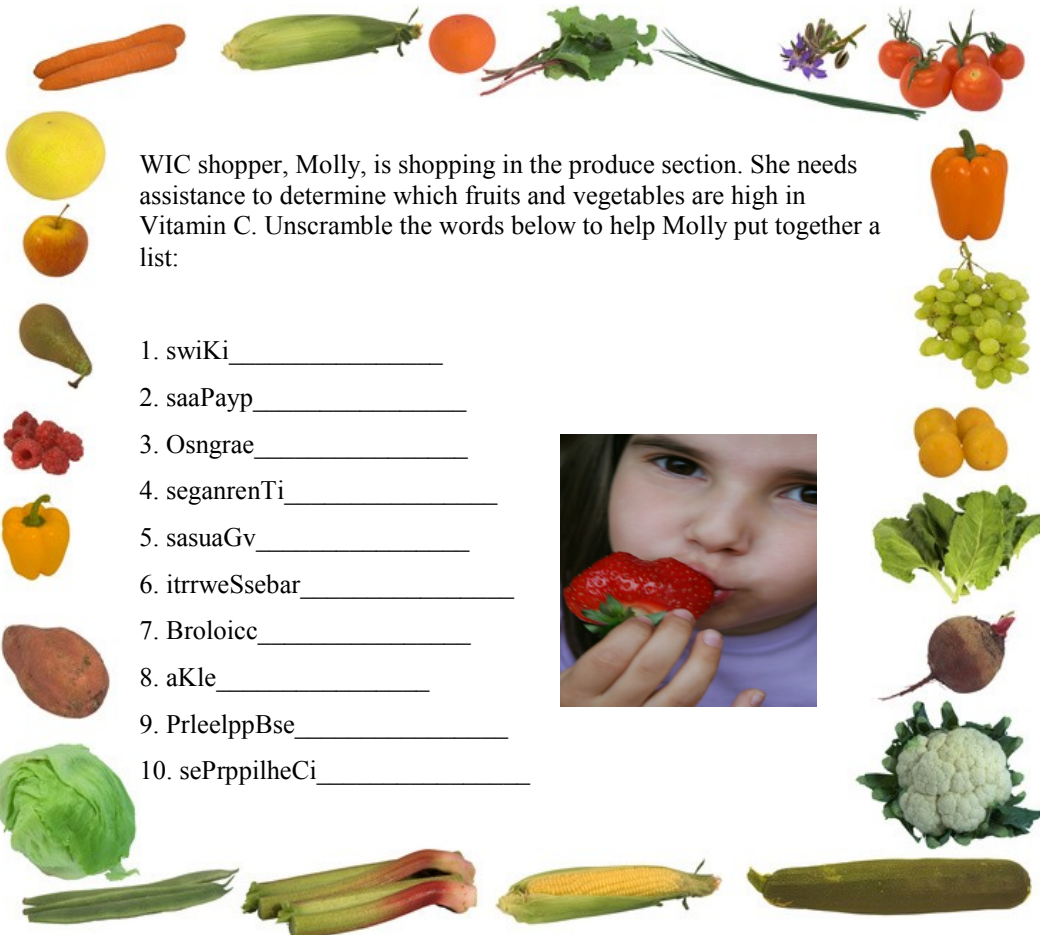 WIC shopper, Molly, is shopping in the produce section. She needs
assistance to determine which fruits and vegetables are high in
Vitamin C. Unscramble the words below to help Molly put together a
list:
1. swiKi________________
2. saaPayp________________
3. Osngrae________________
4. seganrenTi________________
5. sasuaGv________________
6. itrrweSsebar________________
7. Broloicc________________
8. aKle________________
9. PrleelppBse________________
10. sePrppilheCi________________